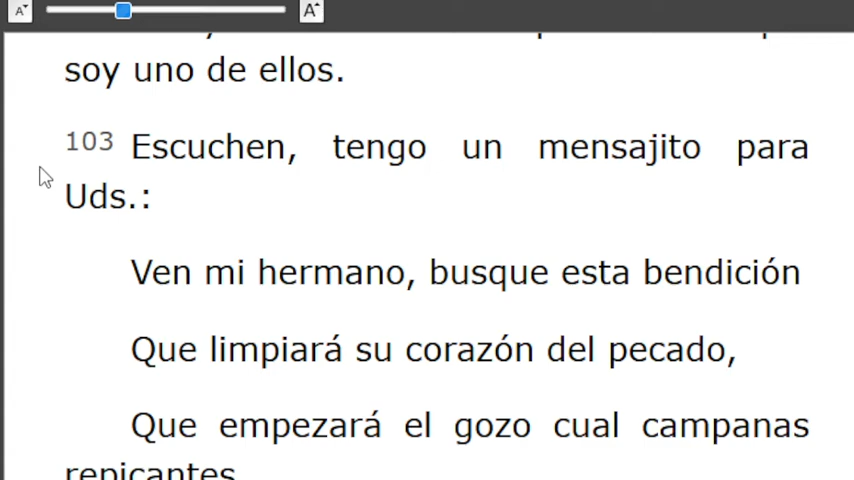 soy uno de ellos.
103 Escuchen, tengo un mensajito para
Uds.:
Ven mi hermano, busque esta bendición
Que limpiará su corazón del pecado,
Que empezará el gozo cual campanas
repicantes